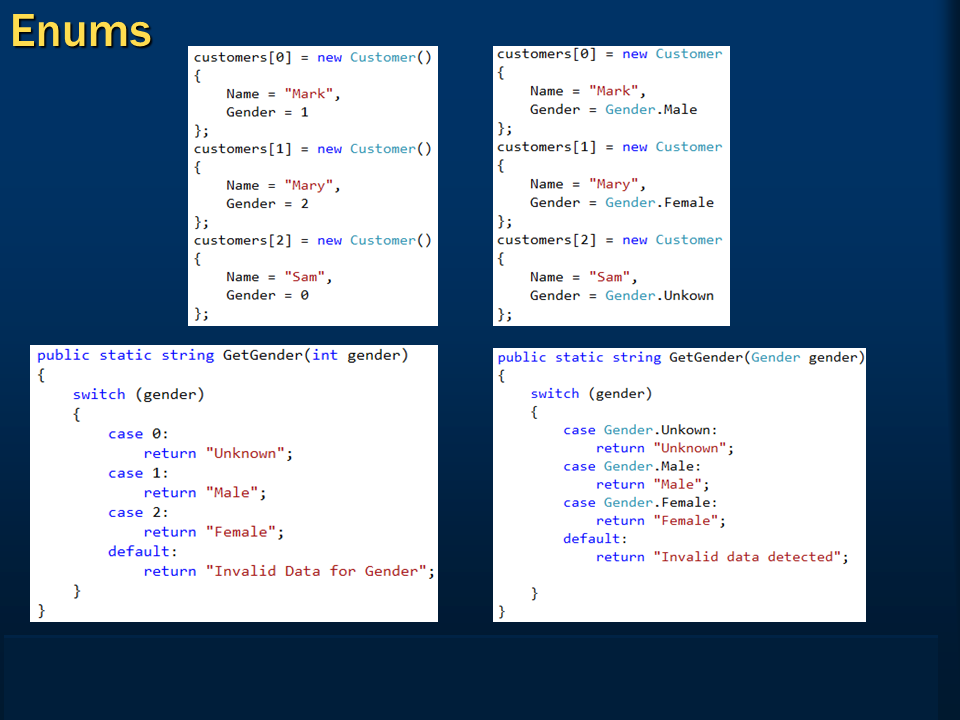 Enums
customers[0] = new Customer()
{
    Name = "Mark",
    Gender = 1
};
customers[1] = new Customer()
{
    Name = "Mary",
    Gender = 2
};
customers[2] = new Customer()
{
    Name = "Sam",
    Gender = 0
};
customers[0] = new Customer
{
    Name = "Mark",
    Gender = Gender.Male
};
customers[1] = new Customer
{
    Name = "Mary",
    Gender = Gender.Female
};
customers[2] = new Customer
{
    Name = "Sam",
    Gender = Gender.Unkown
};
public static string GetGender(int gender)
{
    switch (gender)
    {
        case 0:
            return "Unknown";
        case 1:
            return "Male";
        case 2:
            return "Female";
        default:
            return "Invalid Data for Gender";
    }
}
public static string GetGender(Gender gender)
{
    switch (gender)
    {
        case Gender.Unkown:
            return "Unknown";
        case Gender.Male:
            return "Male";
        case Gender.Female:
            return "Female";
        default:
            return "Invalid data detected";
    }
}